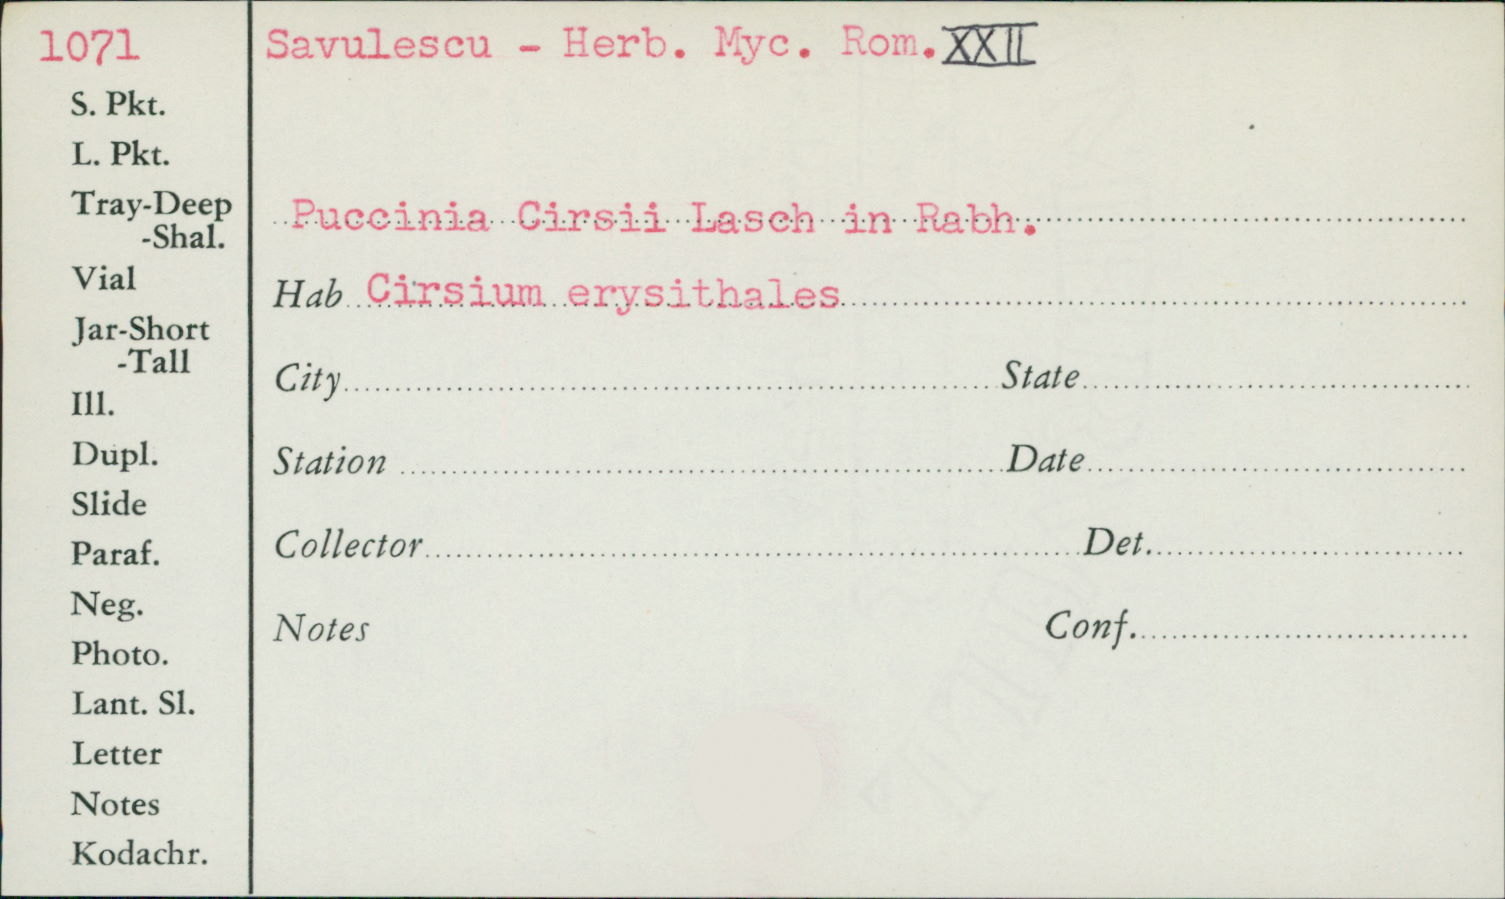 1071
Savulescu - Herb. Myc. Rom. XXII
S. Pkt.
L. Pkt.
Tray-Deep
-Shal.
Vial
Jar-Short
-Tall
Ill.
Dupl.
Slide
Paraf.
Neg.
Photo.
Lant. Sl.
Letter
Notes
Kodachr.
Puccinia Cirsii Lasch in Rabh.
Hab Cirsium erysithales
City State
Station Date
Collector Det.
Notes Conf.